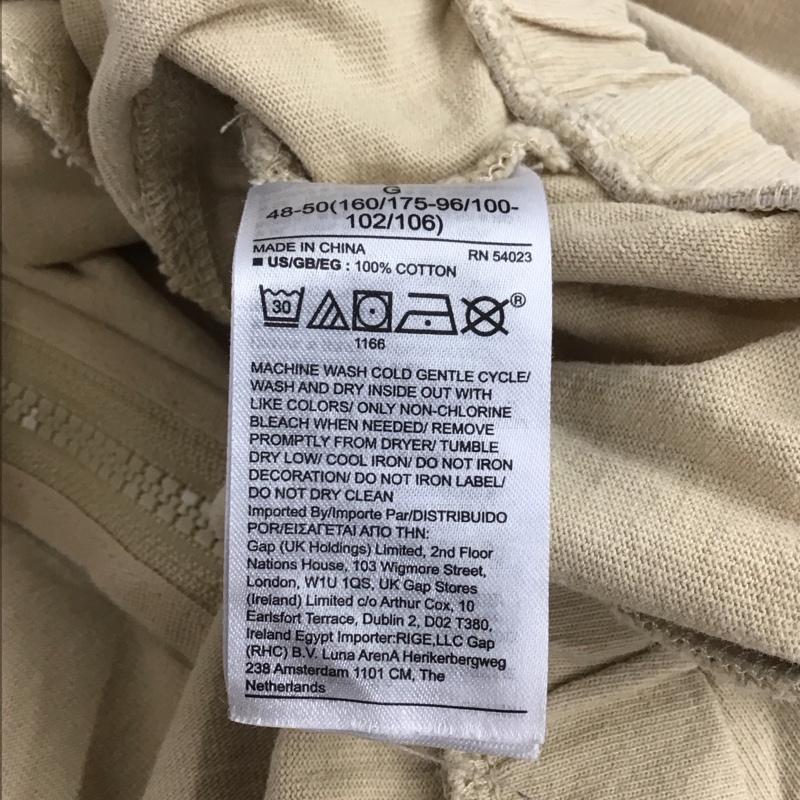 G
48-50(160/175-96/100-
102/106)
MADE IN CHINA RN 54023
■ US/GB/EG : 100% COTTON
30 ®
1166
MACHINE WASH COLD GENTLE CYCLE/
WASH AND DRY INSIDE OUT WITH
LIKE COLORS/ ONLY NON-CHLORINE
BLEACH WHEN NEEDED/ REMOVE
PROMPTLY FROM DRYER/ TUMBLE
DRY LOW/ COOL IRON/ DO NOT IRON
DECORATION/ DO NOT IRON LABEL/
DO NOT DRY CLEAN
Imported By/Importe Par/DISTRIBUIDO
POR/ΕΙΣΑΓΕΤΑΙ ΑΠΟ ΤΗΝ:
Gap (UK Holdings) Limited, 2nd Floor
Nations House, 103 Wigmore Street,
London, W1U 1QS, UK Gap Stores
(Ireland) Limited c/o Arthur Cox, 10
Earlsfort Terrace, Dublin 2, D02 T380,
Ireland Egypt Importer:RIGE,LLC Gap
(RHC) B.V. Luna ArenA Herikerbergweg
238 Amsterdam 1101 CM, The
Netherlands